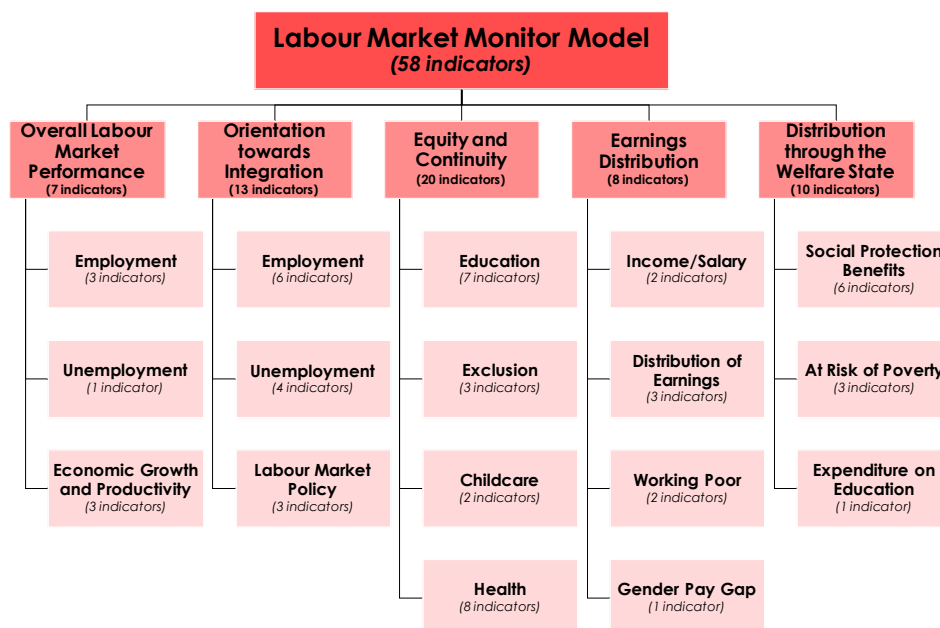 Labour Market Monitor Model
(58 indicators)
Overall Labour
Market
Performance
(7 indicators)
Orientation
towards
Integration
(13 indicators)
Equity and
Continuity
(20 indicators)
Earnings
Distribution
(8 indicators)
Distribution
through the
Welfare State
(10 indicators)
Employment
(3 indicators)
Employment
(6 indicators)
Education
(7 indicators)
Income/Salary
(2 indicators)
Social Protection
Benefits
(6 indicators)
Unemployment
(1 indicator)
Unemployment
(4 indicators)
Exclusion
(3 indicators)
Distribution of
Earnings
(3 indicators)
At Risk of Poverty
(3 indicators)
Economic Growth
and Productivity
(3 indicators)
Labour Market
Policy
(3 indicators)
Childcare
(2 indicators)
Working Poor
(2 indicators)
Expenditure on
Education
(1 indicator)
Health
(8 indicators)
Gender Pay Gap
(1 indicator)